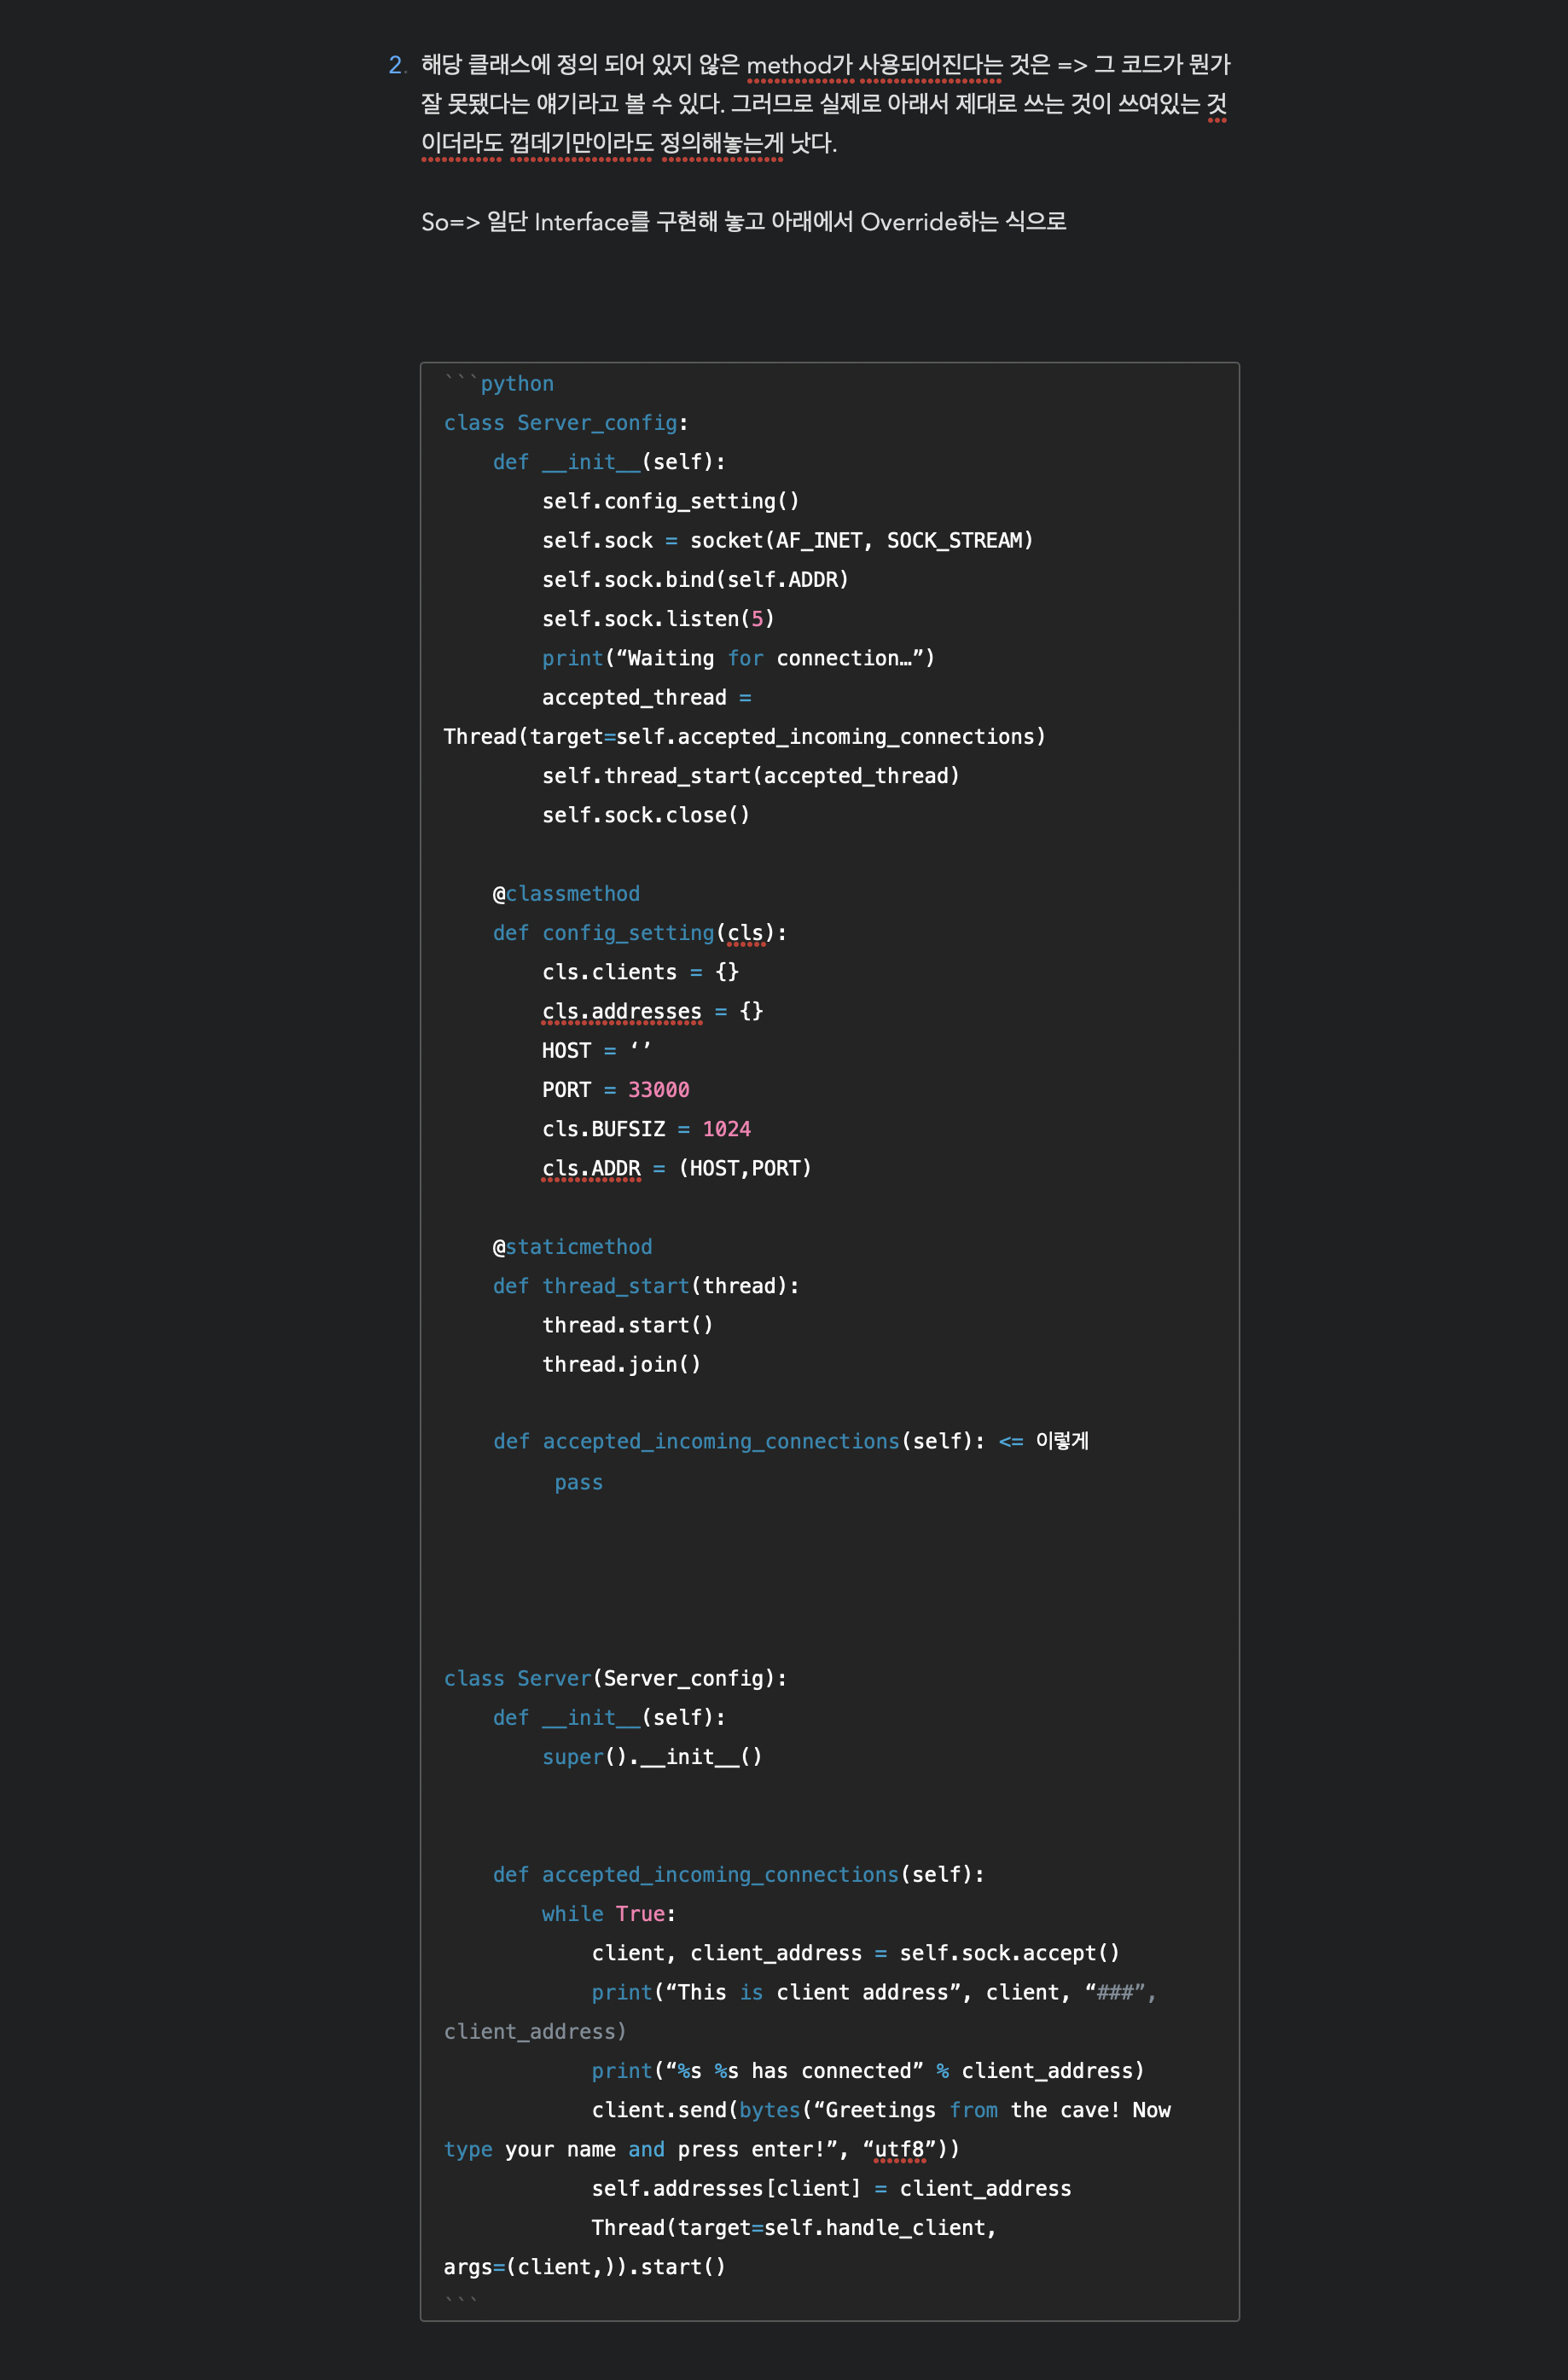 2. 해당 클래스에 정의 되어 있지 않은 method가 사용되어진다는 것은 => 그 코드가 뭔가
잘 못됐다는 얘기라고 볼 수 있다. 그러므로 실제로 아래서 제대로 쓰는 것이 쓰여있는 것
이더라도 껍데기만이라도 정의해놓는게 낫다.
So=> 일단 Interface를 구현해 놓고 아래에서 Override하는 식으로
```python
class Server_config:
    def __init__(self):
        self.config_setting()
        self.sock = socket(AF_INET, SOCK_STREAM)
        self.sock.bind(self.ADDR)
        self.sock.listen(5)
        print(“Waiting for connection…”)
        accepted_thread =
Thread(target=self.accepted_incoming_connections)
        self.thread_start(accepted_thread)
        self.sock.close()
    @classmethod
    def config_setting(cls):
        cls.clients = {}
        cls.addresses = {}
        HOST = ‘’
        PORT = 33000
        cls.BUFSIZ = 1024
        cls.ADDR = (HOST,PORT)
    @staticmethod
    def thread_start(thread):
        thread.start()
        thread.join()
    def accepted_incoming_connections(self): <= 이렇게
         pass
class Server(Server_config):
    def __init__(self):
        super().__init__()
    def accepted_incoming_connections(self):
        while True:
            client, client_address = self.sock.accept()
            print(“This is client address”, client, “###”,
client_address)
            print(“%s %s has connected” % client_address)
            client.send(bytes(“Greetings from the cave! Now
type your name and press enter!”, “utf8”))
            self.addresses[client] = client_address
            Thread(target=self.handle_client,
args=(client,)).start()
```